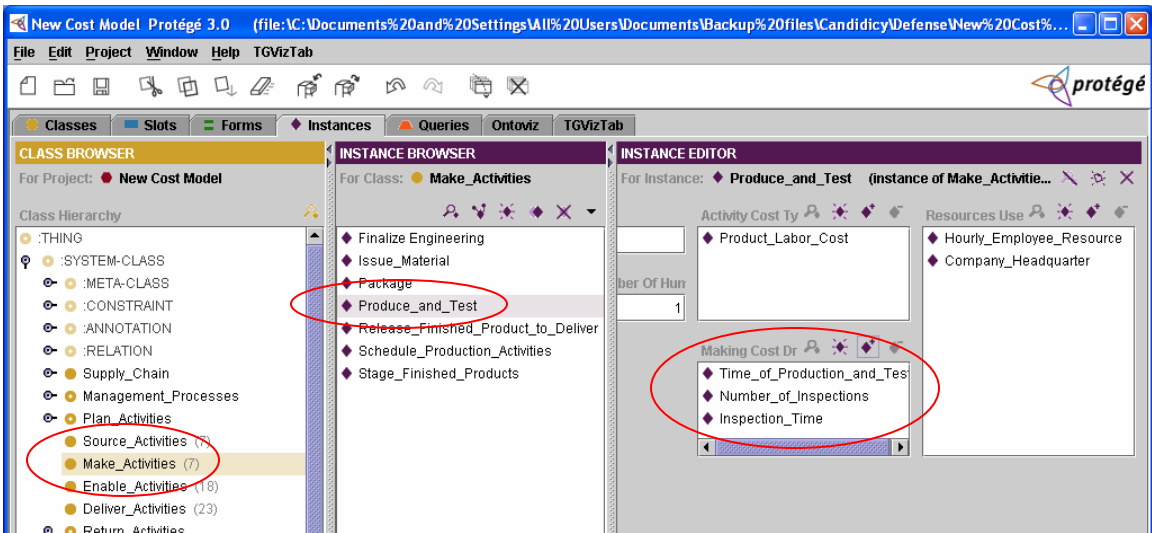 New Cost Model Protégé 3.0 (file:\C:\Documents%20and%20Settings\All%20Users\Documents\Backup%20files\Candidicy\Defense\New%20Cost%...
File Edit Project Window Help TGVizTab
protégé
Classes Slots Forms Instances Queries Ontoviz TGVizTab
CLASS BROWSER
For Project: New Cost Model
Class Hierarchy
:THING
:SYSTEM-CLASS
:META-CLASS
:CONSTRAINT
:ANNOTATION
:RELATION
Supply_Chain
Management_Processes
Plan_Activities
Source_Activities (7)
Make_Activities (7)
Enable_Activities (18)
Deliver_Activities (23)
Return_Activities
INSTANCE BROWSER
For Class: Make_Activities
Finalize Engineering
Issue_Material
Package
Produce_and_Test
Release_Finished_Product_to_Deliver
Schedule_Production_Activities
Stage_Finished_Products
INSTANCE EDITOR
For Instance: Produce_and_Test (instance of Make_Activitie...
ber Of Hun
1
Activity Cost Ty
Product_Labor_Cost
Making Cost Dr
Time_of_Production_and_Test
Number_of_Inspections
Inspection_Time
Resources Use
Hourly_Employee_Resource
Company_Headquarter